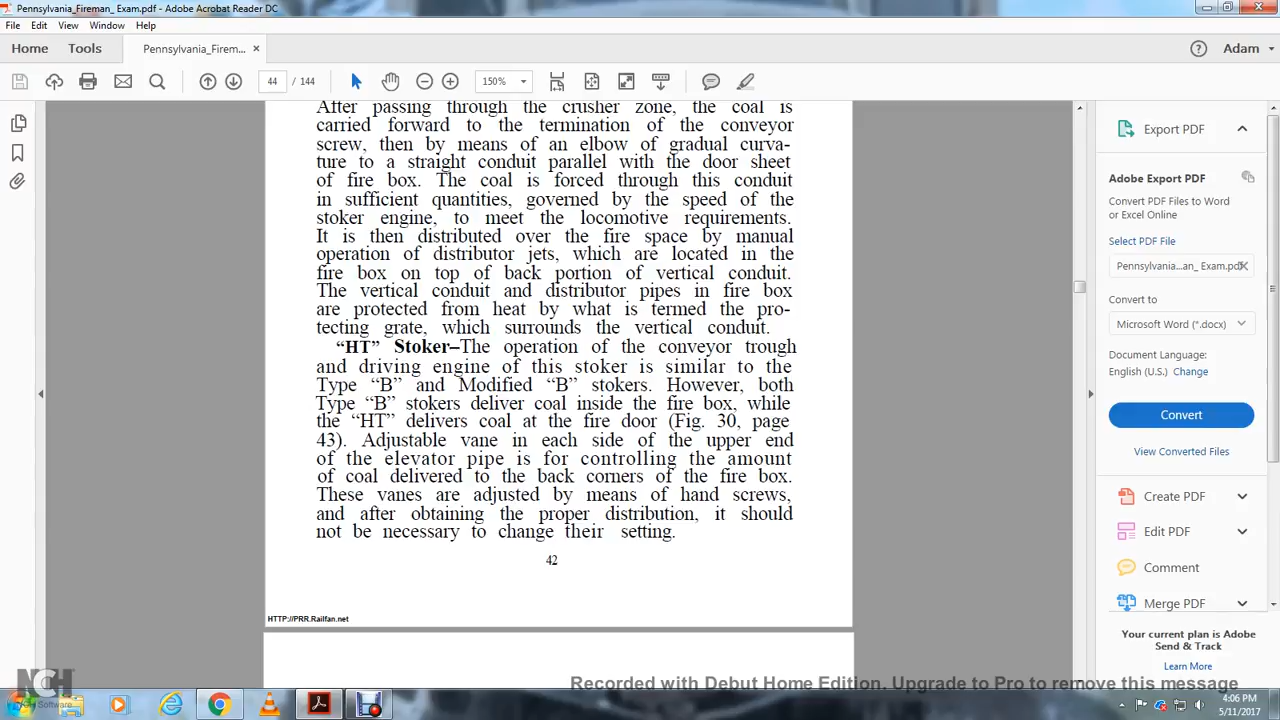 Pennsylvania_Fireman_ Exam.pdf - Adobe Acrobat Reader DC
File Edit View Window Help
Home Tools Pennsylvania_Firem... × Adam
44 / 144 150%
After passing through the crusher zone, the coal is
carried forward to the termination of the conveyor
screw, then by means of an elbow of gradual curva-
ture to a straight conduit parallel with the door sheet
of fire box. The coal is forced through this conduit
in sufficient quantities, governed by the speed of the
stoker engine, to meet the locomotive requirements.
It is then distributed over the fire space by manual
operation of distributor jets, which are located in the
fire box on top of back portion of vertical conduit.
The vertical conduit and distributor pipes in fire box
are protected from heat by what is termed the pro-
tecting grate, which surrounds the vertical conduit.
“HT” Stoker–The operation of the conveyor trough
and driving engine of this stoker is similar to the
Type “B” and Modified “B” stokers. However, both
Type “B” stokers deliver coal inside the fire box, while
the “HT” delivers coal at the fire door (Fig. 30, page
43). Adjustable vane in each side of the upper end
of the elevator pipe is for controlling the amount
of coal delivered to the back corners of the fire box.
These vanes are adjusted by means of hand screws,
and after obtaining the proper distribution, it should
not be necessary to change their setting.
42
HTTP://PRR.Railfan.net
Export PDF
Adobe Export PDF
Convert PDF Files to Word
or Excel Online
Select PDF File
Pennsylvania...an_ Exam.pdf
Convert to
Microsoft Word (*.docx)
Document Language:
English (U.S.) Change
Convert
View Converted Files
Create PDF
Edit PDF
Comment
Merge PDF
Your current plan is Adobe
Send & Track
Learn More
NCH
Software
Recorded with Debut Home Edition. Upgrade to Pro to remove this message
4:06 PM
5/11/2017